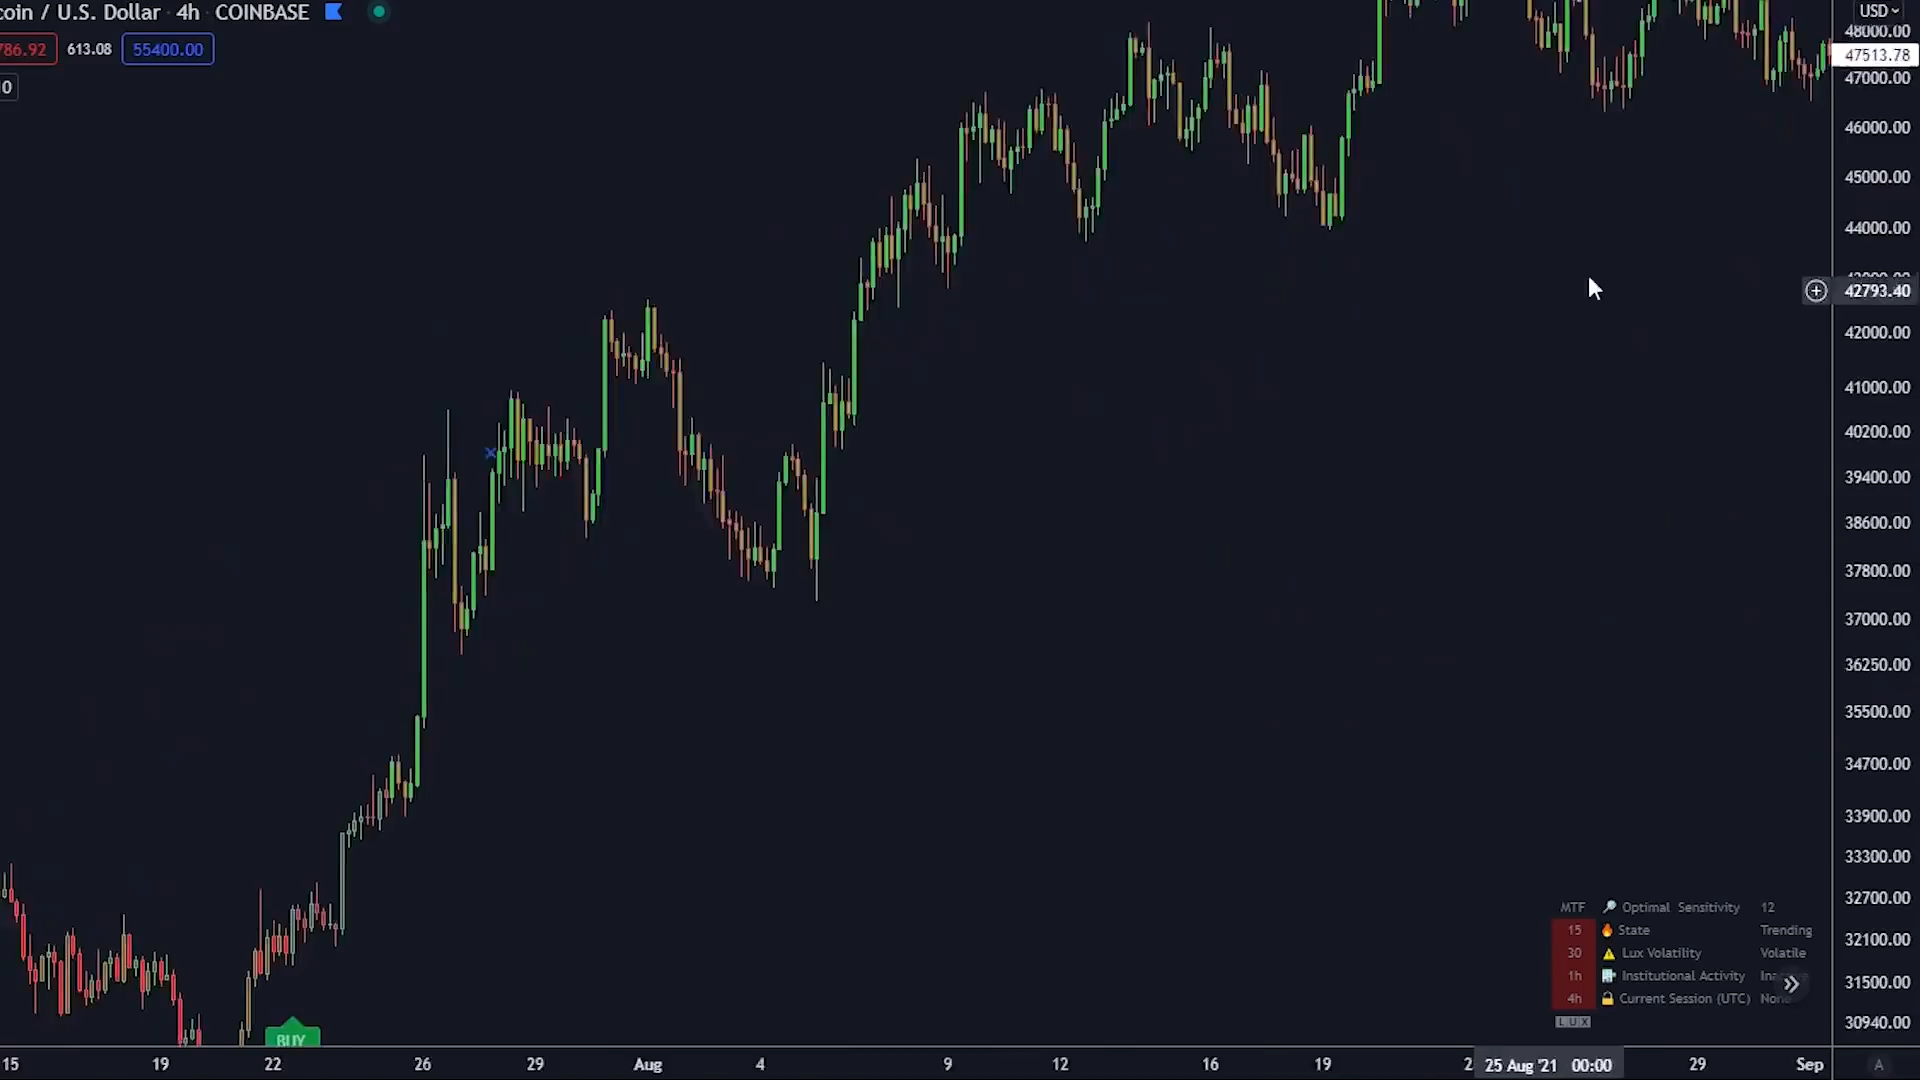 coin / U.S. Dollar 4h COINBASE
786.92 613.08 55400.00
USD
48000.00
47513.78
47000.00
46000.00
45000.00
44000.00
42793.40
42000.00
41000.00
40200.00
39400.00
38600.00
37800.00
37000.00
36250.00
35500.00
34700.00
33900.00
33300.00
32700.00
32100.00
31500.00
30940.00
MTF Optimal Sensitivity 12
15 State Trending
30 Lux Volatility Volatile
1h Institutional Activity
4h Current Session (UTC) None
LUX
BUY
15 19 22 26 29 Aug 4 9 12 16 19 25 Aug '21 00:00 29 Sep A